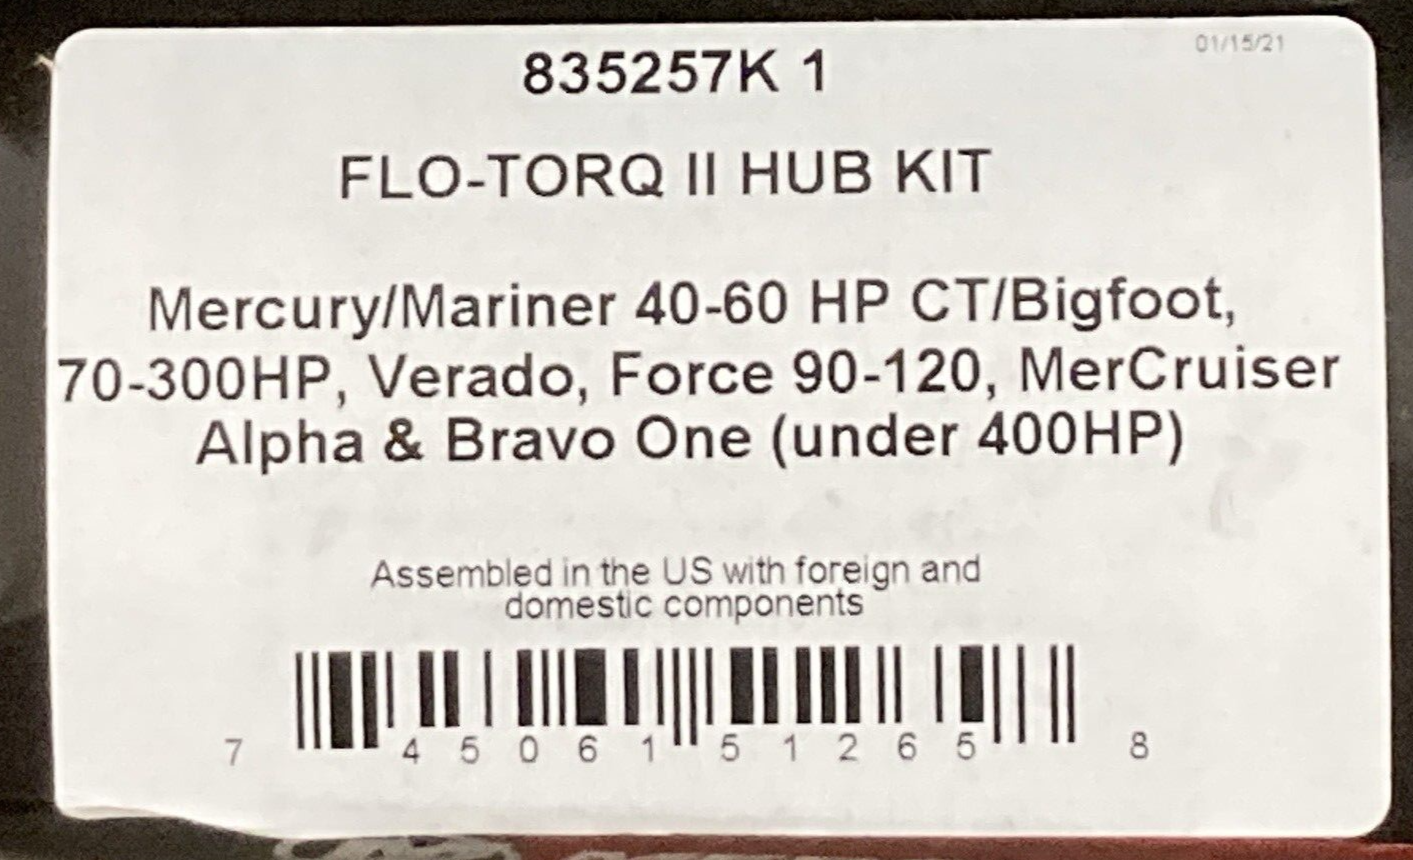 01/15/21
835257K 1
FLO-TORQ II HUB KIT
Mercury/Mariner 40-60 HP CT/Bigfoot,
70-300HP, Verado, Force 90-120, MerCruiser
Alpha & Bravo One (under 400HP)
Assembled in the US with foreign and
domestic components
7 45061 51265 8